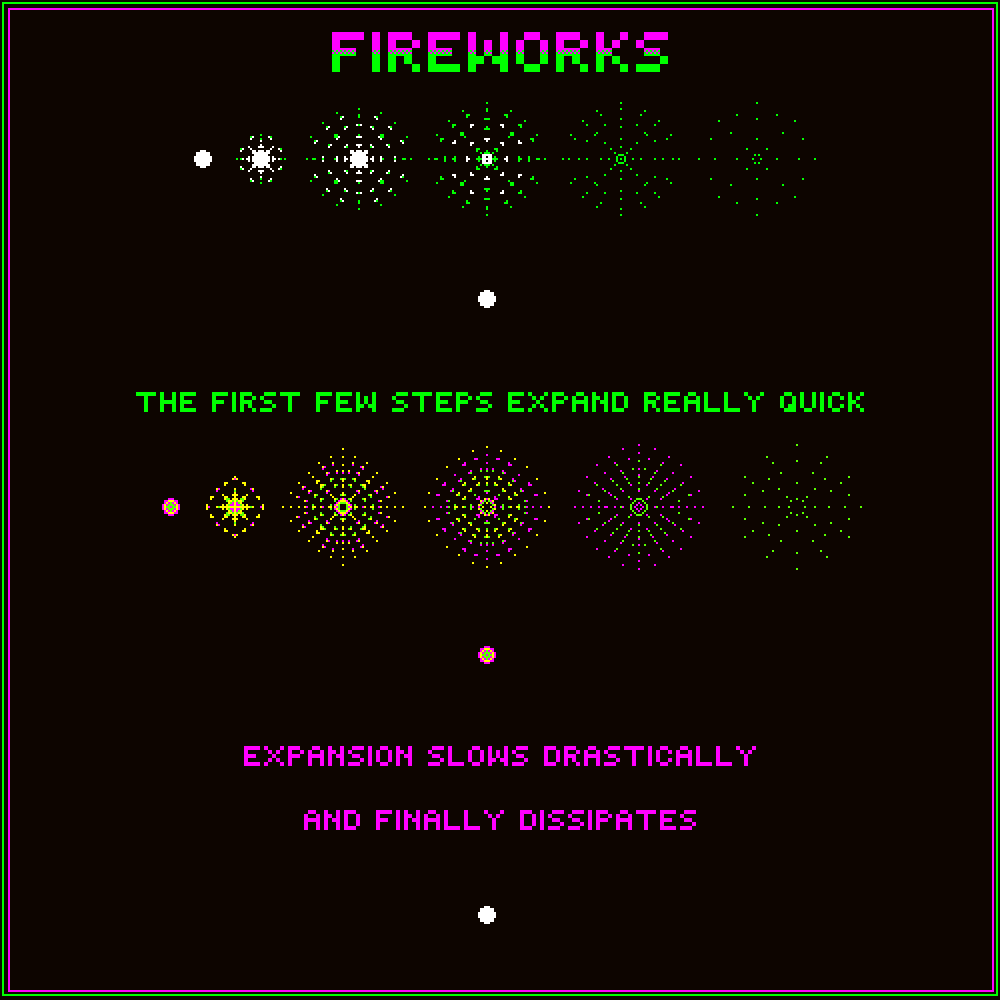 FIREWORKS
THE FIRST FEW STEPS EXPAND REALLY QUICK
EXPANSION SLOWS DRASTICALLY
AND FINALLY DISSIPATES